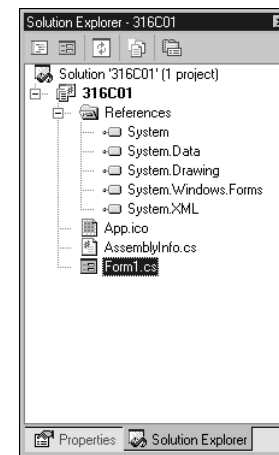 Solution Explorer - 316C01
Solution '316C01' (1 project)
316C01
References
System
System.Data
System.Drawing
System.Windows.Forms
System.XML
App.ico
AssemblyInfo.cs
Form1.cs
Properties Solution Explorer